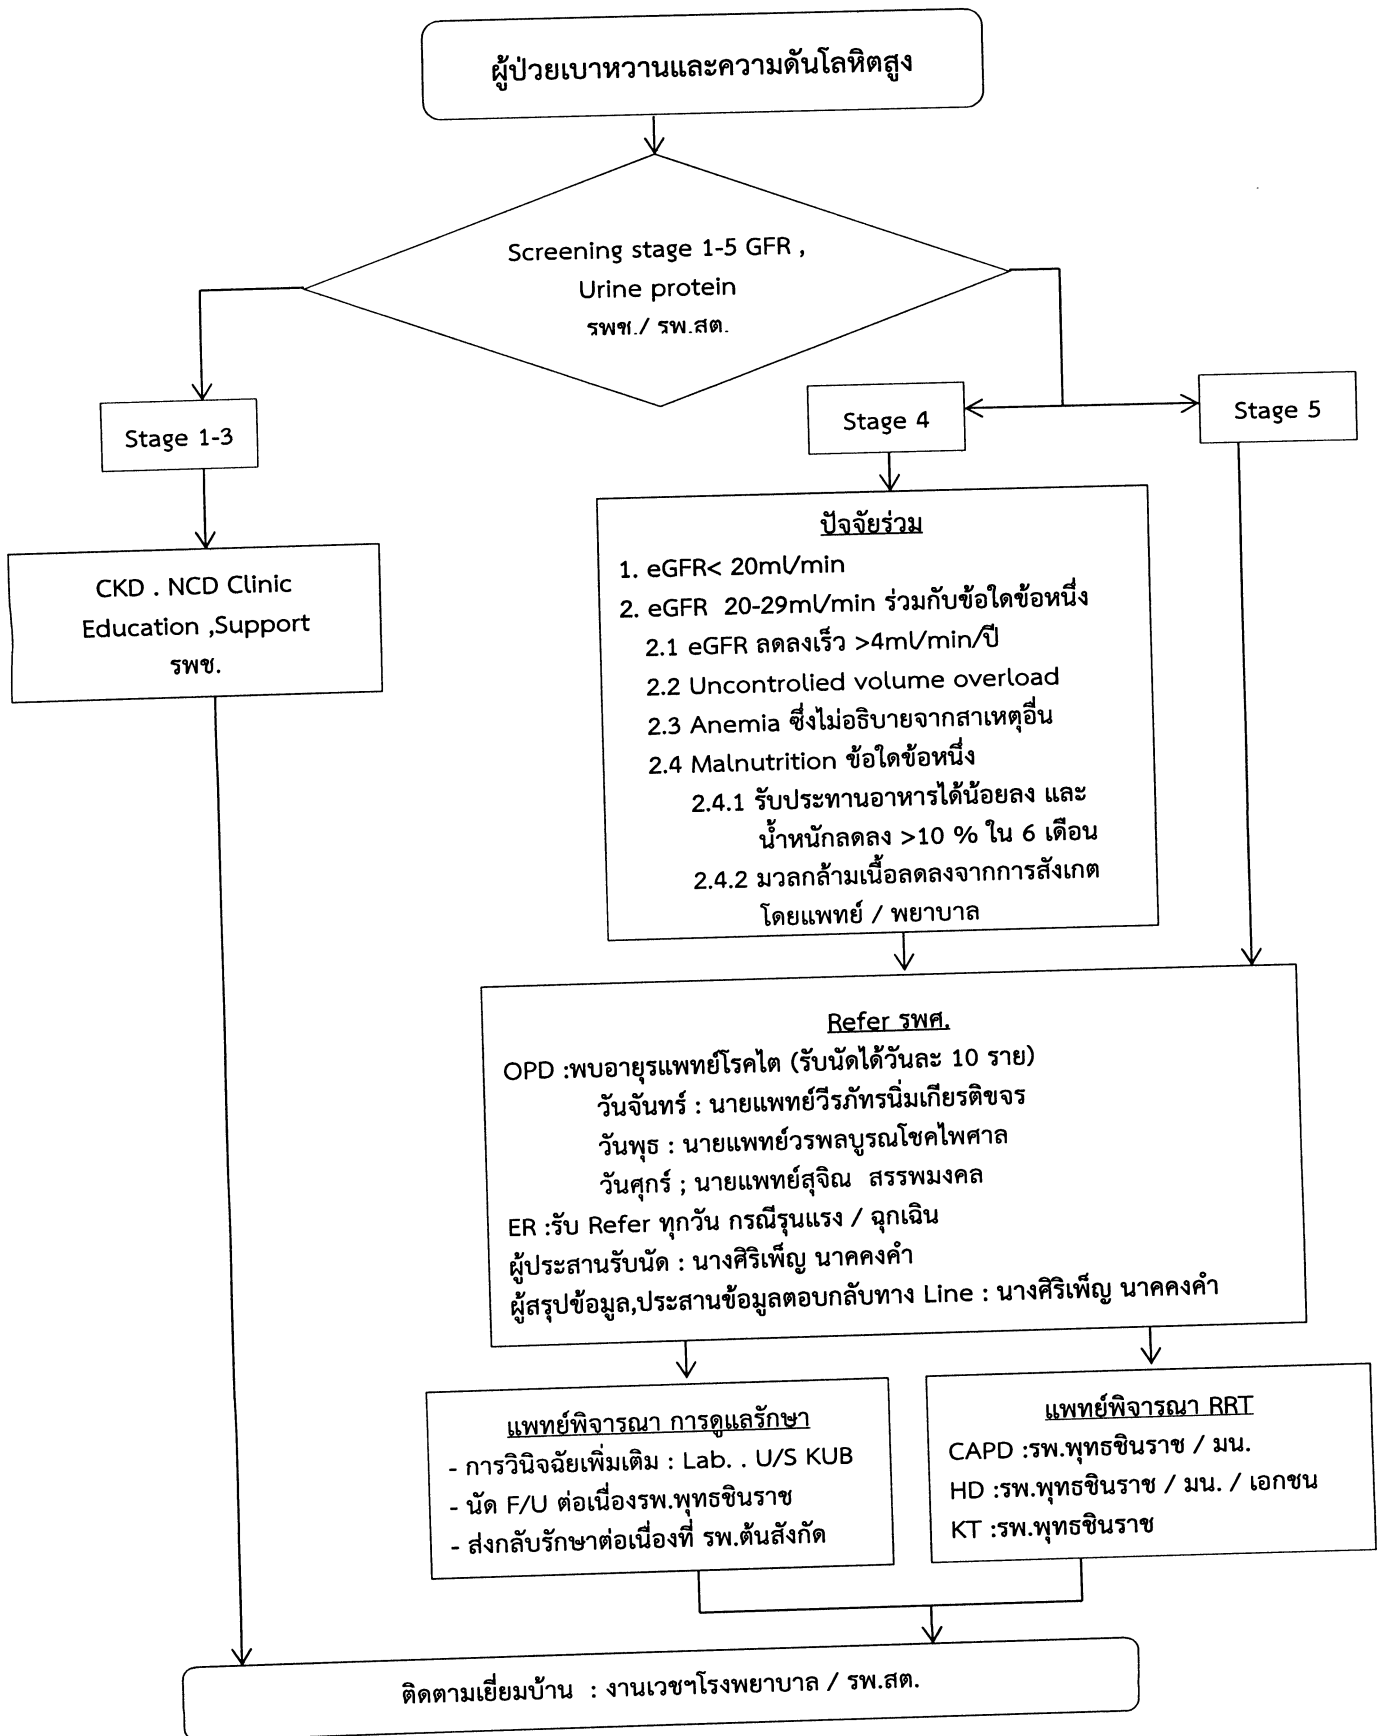 ผู้ป่วยเบาหวานและความดันโลหิตสูง
Screening stage 1-5 GFR ,
Urine protein
รพช./ รพ.สต.
Stage 1-3
Stage 4
Stage 5
CKD . NCD Clinic
Education ,Support
รพช.
ปัจจัยร่วม
1. eGFR< 20ml/min
2. eGFR  20-29ml/min ร่วมกับข้อใดข้อหนึ่ง
2.1 eGFR ลดลงเร็ว >4ml/min/ปี
2.2 Uncontrolied volume overload
2.3 Anemia ซึ่งไม่อธิบายจากสาเหตุอื่น
2.4 Malnutrition ข้อใดข้อหนึ่ง
2.4.1 รับประทานอาหารได้น้อยลง และ
น้ำหนักลดลง >10 % ใน 6 เดือน
2.4.2 มวลกล้ามเนื้อลดลงจากการสังเกต
โดยแพทย์ / พยาบาล
Refer รพศ.
OPD :พบอายุรแพทย์โรคไต (รับนัดได้วันละ 10 ราย)
วันจันทร์ : นายแพทย์วีรภัทรนิ่มเกียรติขจร
วันพุธ : นายแพทย์วรพลบูรณโชคไพศาล
วันศุกร์ ; นายแพทย์สุจิณ  สรรพมงคล
ER :รับ Refer ทุกวัน กรณีรุนแรง / ฉุกเฉิน
ผู้ประสานรับนัด : นางศิริเพ็ญ นาคคงคำ
ผู้สรุปข้อมูล,ประสานข้อมูลตอบกลับทาง Line : นางศิริเพ็ญ นาคคงคำ
แพทย์พิจารณา การดูแลรักษา
- การวินิจฉัยเพิ่มเติม : Lab. . U/S KUB
- นัด F/U ต่อเนื่องรพ.พุทธชินราช
- ส่งกลับรักษาต่อเนื่องที่ รพ.ต้นสังกัด
แพทย์พิจารณา RRT
CAPD :รพ.พุทธชินราช / มน.
HD :รพ.พุทธชินราช / มน. / เอกชน
KT :รพ.พุทธชินราช
ติดตามเยี่ยมบ้าน  : งานเวชฯโรงพยาบาล / รพ.สต.